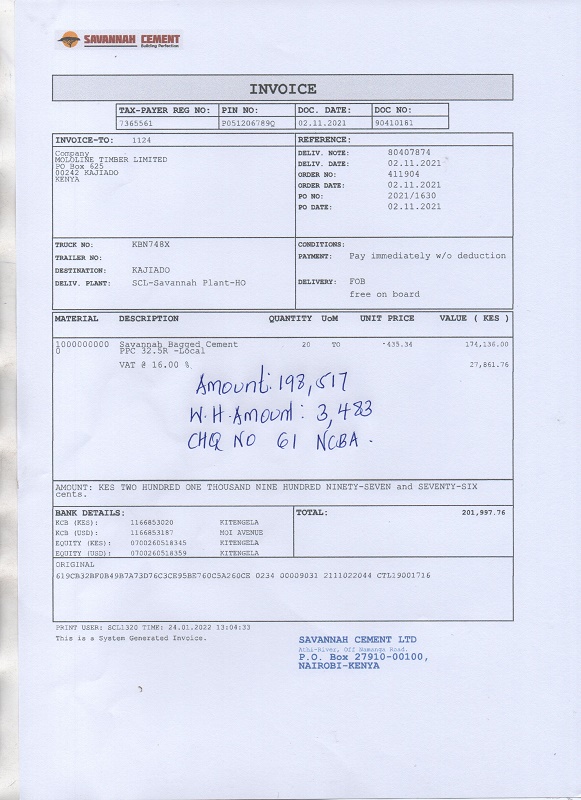 SAVANNAH CEMENT
Building Perfection
INVOICE
TAX-PAYER REG NO: PIN NO: DOC. DATE: DOC NO:
7365561 P051206789Q 02.11.2021 90410181
INVOICE-TO: 1124
Company
MOLOLINE TIMBER LIMITED
PO Box 625
00242 KAJIADO
KENYA
REFERENCE:
DELIV. NOTE: 80407874
DELIV. DATE: 02.11.2021
ORDER NO: 411904
ORDER DATE: 02.11.2021
PO NO: 2021/1630
PO DATE: 02.11.2021
TRUCK NO: KBN748X
TRAILER NO:
DESTINATION: KAJIADO
DELIV. PLANT: SCL-Savannah Plant-HO
CONDITIONS:
PAYMENT: Pay immediately w/o deduction
DELIVERY: FOB
free on board
MATERIAL DESCRIPTION QUANTITY UoM UNIT PRICE VALUE ( KES )
1000000000 Savannah Bagged Cement 20 TO 435.34 174,136.00
0 PPC 32.5R -Local
VAT @ 16.00 % 27,861.76
Amount: 198,517
W.H.Amount: 3,483
CHQ NO 61 NCBA.
AMOUNT: KES TWO HUNDRED ONE THOUSAND NINE HUNDRED NINETY-SEVEN and SEVENTY-SIX
cents.
BANK DETAILS:
KCB (KES): 1166853020 KITENGELA
KCB (USD): 1166853187 MOI AVENUE
EQUITY (KES): 0700260518345 KITENGELA
EQUITY (USD): 0700260518359 KITENGELA
TOTAL: 201,997.76
ORIGINAL
619CB32BF0B49B7A73D76C3CE95BE760C5A260CE 0234 00009031 2111022044 CTL19001716
PRINT USER: SCL1320 TIME: 24.01.2022 13:04:33
This is a System Generated Invoice.
SAVANNAH CEMENT LTD
Athi-River, Off Namanga Road.
P.O. Box 27910-00100,
NAIROBI-KENYA